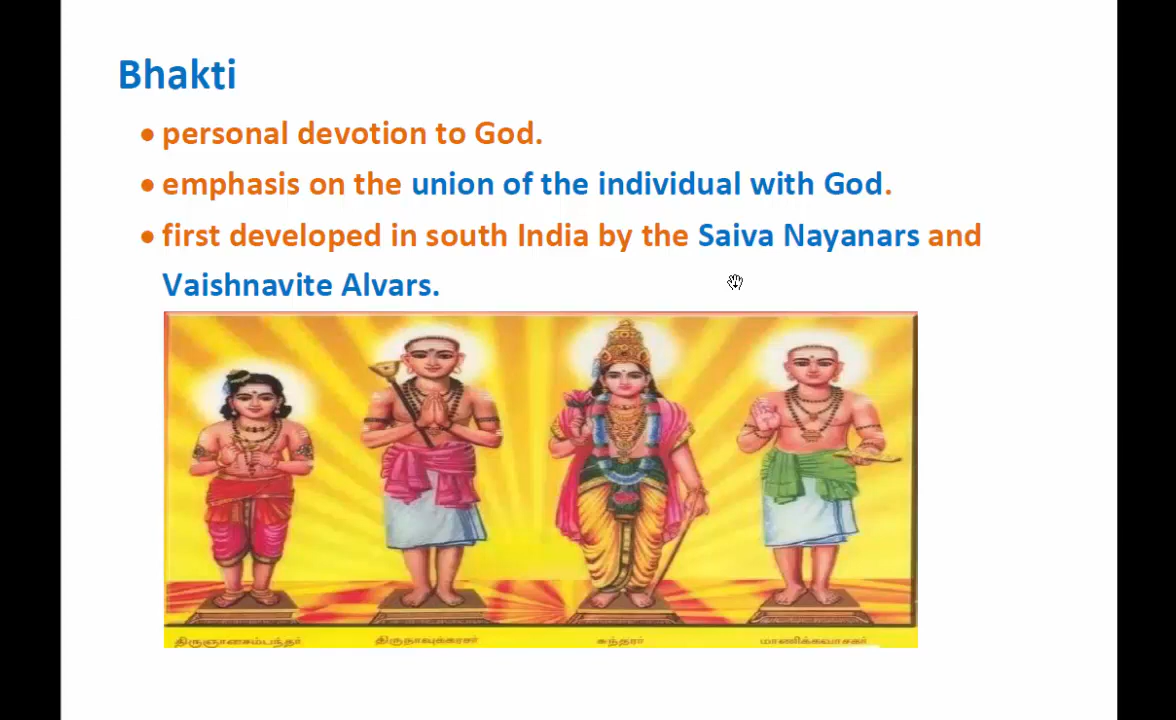 Bhakti
• personal devotion to God.
• emphasis on the union of the individual with God.
• first developed in south India by the Saiva Nayanars and
Vaishnavite Alvars.
திருஞானசம்பந்தர் திருநாவுக்கரசர் சுந்தரர் மாணிக்கவாசகர்